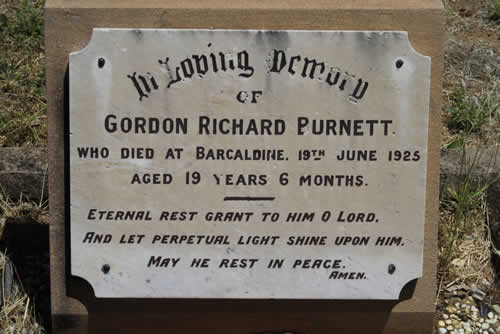 In Loving Memory
OF
GORDON RICHARD BURNETT.
WHO DIED AT BARCALDINE, 19TH JUNE 1925
AGED 19 YEARS 6 MONTHS.
ETERNAL REST GRANT TO HIM O LORD.
AND LET PERPETUAL LIGHT SHINE UPON HIM.
MAY HE REST IN PEACE.
AMEN.